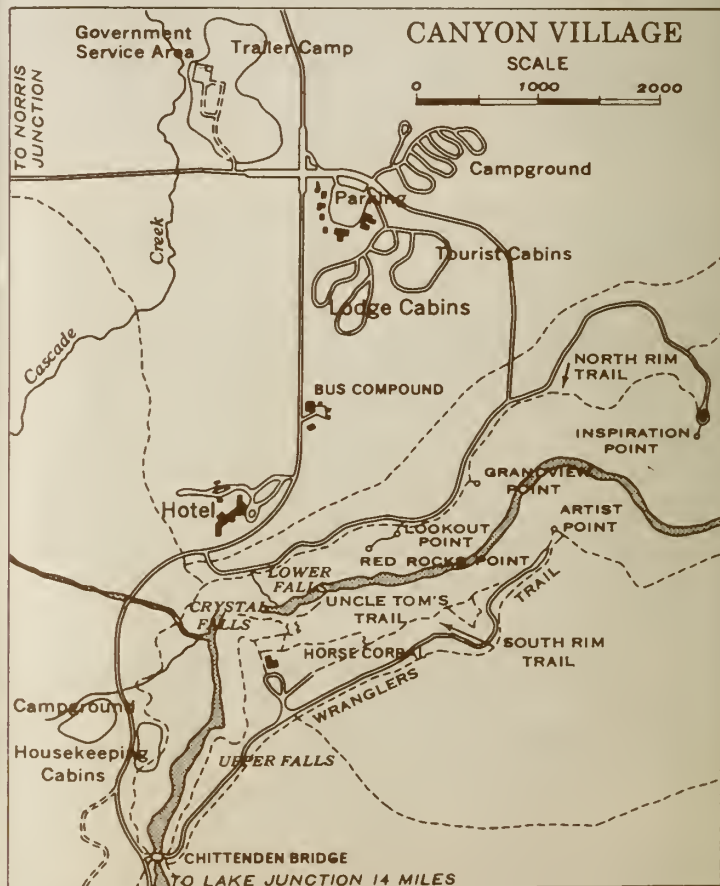 CANYON VILLAGE
SCALE
0 1000 2000
Government
Service Area
Trailer Camp
TO NORRIS
JUNCTION
Campground
Parking
Creek
Tourist Cabins
Lodge Cabins
Cascade
NORTH RIM
TRAIL
BUS COMPOUND
INSPIRATION
POINT
GRANDVIEW
POINT
Hotel
ARTIST
POINT
LOOKOUT
POINT
RED ROCKS POINT
LOWER
FALLS
TRAIL
CRYSTAL
FALLS
UNCLE TOM'S
TRAIL
SOUTH RIM
TRAIL
HORSE CORRAL
WRANGLERS
Campground
Housekeeping
Cabins
UPPER FALLS
CHITTENDEN BRIDGE
TO LAKE JUNCTION 14 MILES